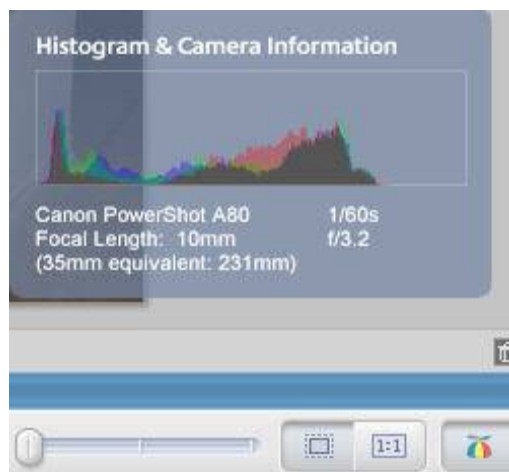 Histogram & Camera Information
Canon PowerShot A80 1/60s
Focal Length: 10mm f/3.2
(35mm equivalent: 231mm)
1:1